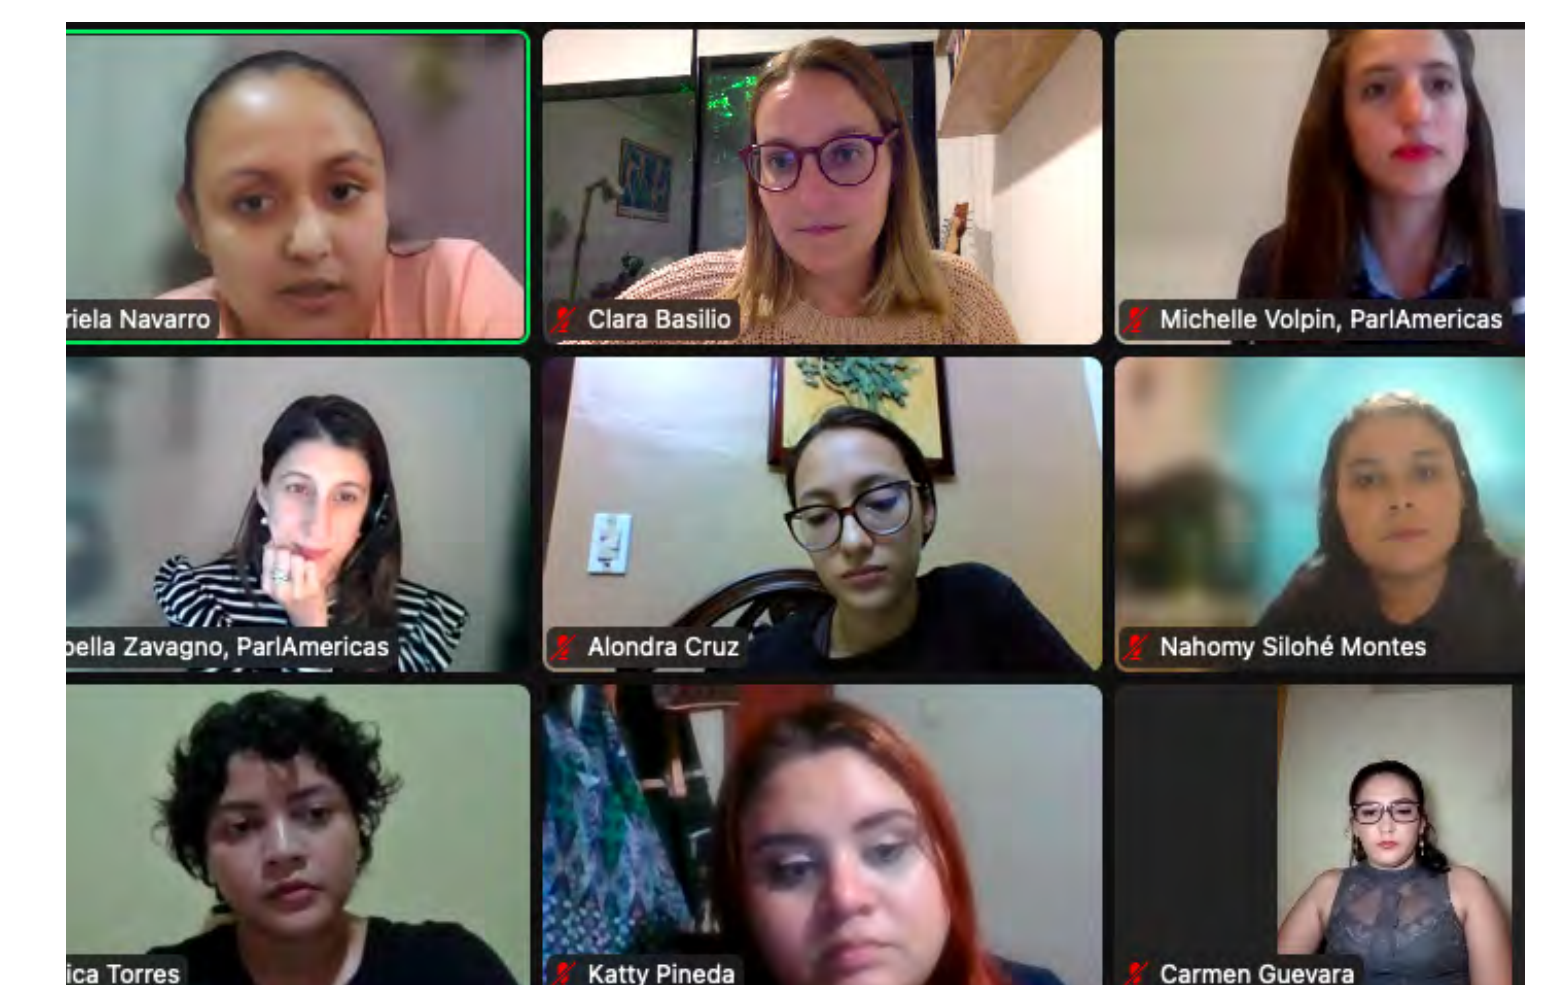 riela Navarro
Clara Basilio
Michelle Volpin, ParlAmericas
bella Zavagno, ParlAmericas
Alondra Cruz
Nahomy Silohé Montes
ica Torres
Katty Pineda
Carmen Guevara